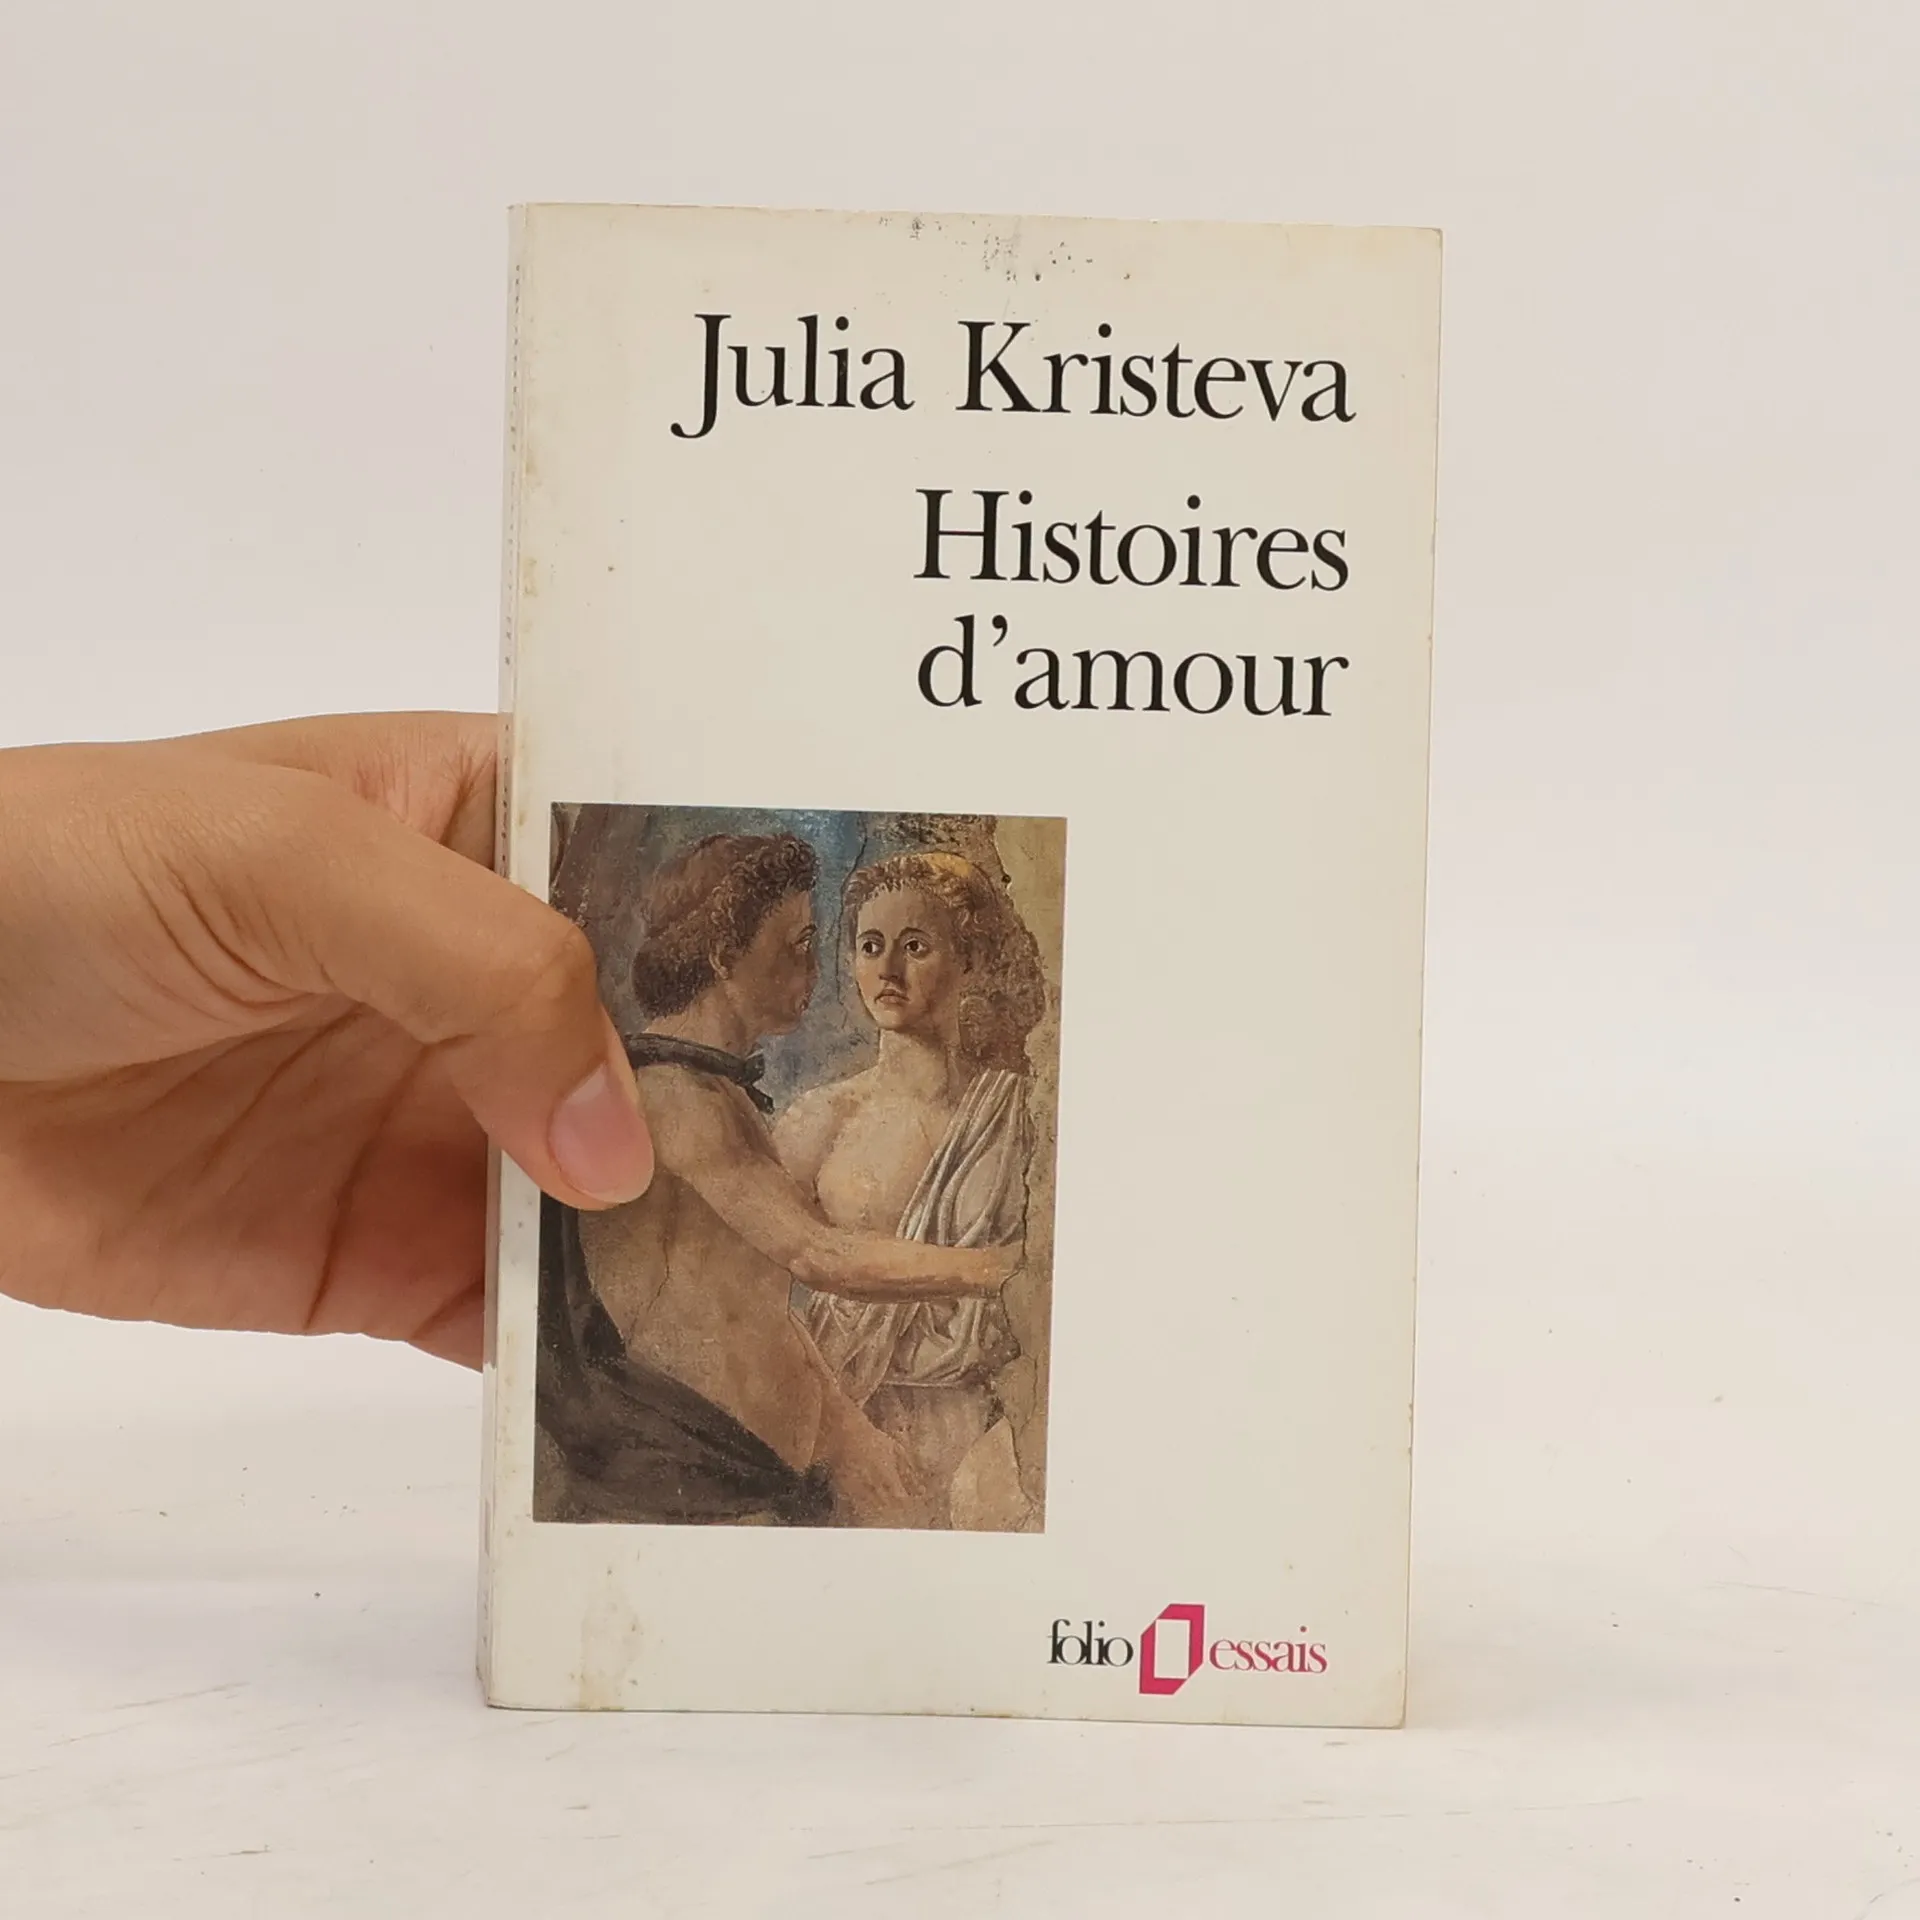 Julia Kristeva
Histoires
d'amour
folio essais